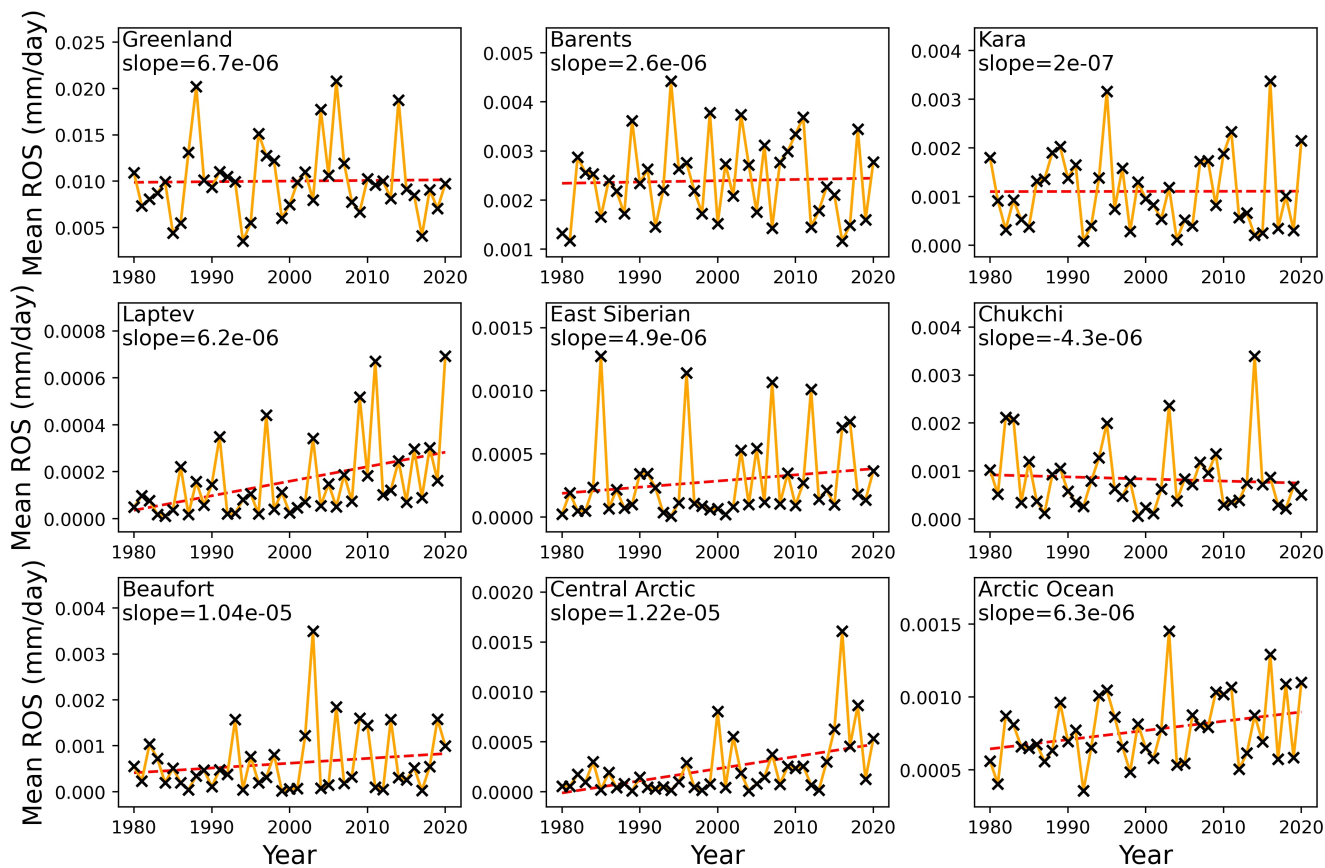 Mean ROS (mm/day)
Greenland
slope=6.7e-06
0.025
0.020
0.015
0.010
0.005
1980 1990 2000 2010 2020
Barents
slope=2.6e-06
0.005
0.004
0.003
0.002
0.001
1980 1990 2000 2010 2020
Kara
slope=2e-07
0.004
0.003
0.002
0.001
0.000
1980 1990 2000 2010 2020
Mean ROS (mm/day)
Laptev
slope=6.2e-06
0.0008
0.0006
0.0004
0.0002
0.0000
1980 1990 2000 2010 2020
East Siberian
slope=4.9e-06
0.0015
0.0010
0.0005
0.0000
1980 1990 2000 2010 2020
Chukchi
slope=-4.3e-06
0.004
0.003
0.002
0.001
0.000
1980 1990 2000 2010 2020
Mean ROS (mm/day)
Beaufort
slope=1.04e-05
0.004
0.003
0.002
0.001
0.000
1980 1990 2000 2010 2020
Year
Central Arctic
slope=1.22e-05
0.0020
0.0015
0.0010
0.0005
0.0000
1980 1990 2000 2010 2020
Year
Arctic Ocean
slope=6.3e-06
0.0015
0.0010
0.0005
1980 1990 2000 2010 2020
Year